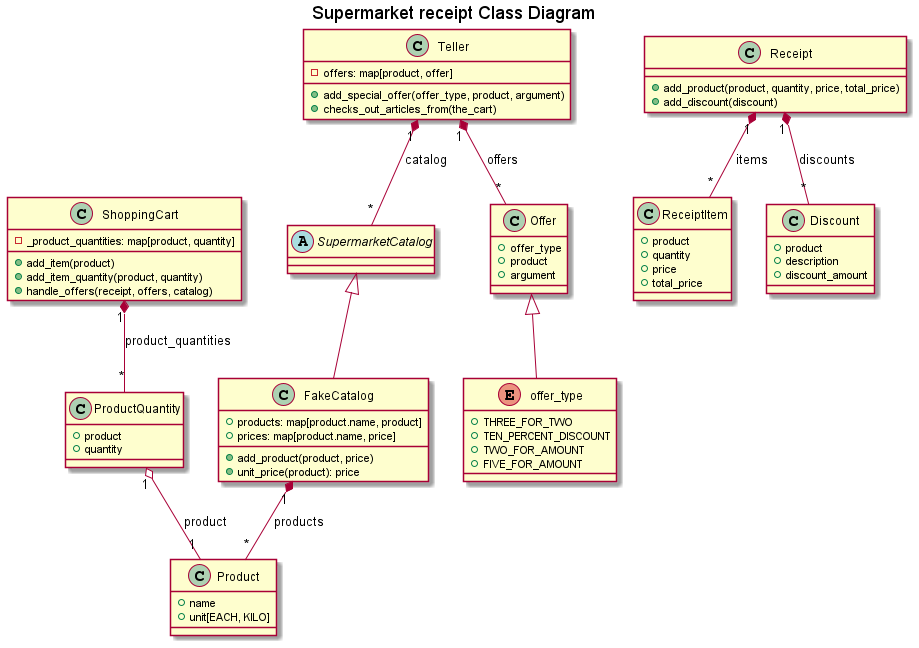 Supermarket receipt Class Diagram
C Teller
offers: map[product, offer]
add_special_offer(offer_type, product, argument)
checks_out_articles_from(the_cart)
C Receipt
add_product(product, quantity, price, total_price)
add_discount(discount)
1
1
1
1
catalog
offers
items
discounts
*
*
*
*
C ShoppingCart
_product_quantities: map[product, quantity]
add_item(product)
add_item_quantity(product, quantity)
handle_offers(receipt, offers, catalog)
A SupermarketCatalog
C Offer
offer_type
product
argument
C ReceiptItem
product
quantity
price
total_price
C Discount
product
description
discount_amount
1
product_quantities
*
C ProductQuantity
product
quantity
C FakeCatalog
products: map[product.name, product]
prices: map[product.name, price]
add_product(product, price)
unit_price(product): price
E offer_type
THREE_FOR_TWO
TEN_PERCENT_DISCOUNT
TWO_FOR_AMOUNT
FIVE_FOR_AMOUNT
1
1
product
products
1
*
C Product
name
unit[EACH, KILO]